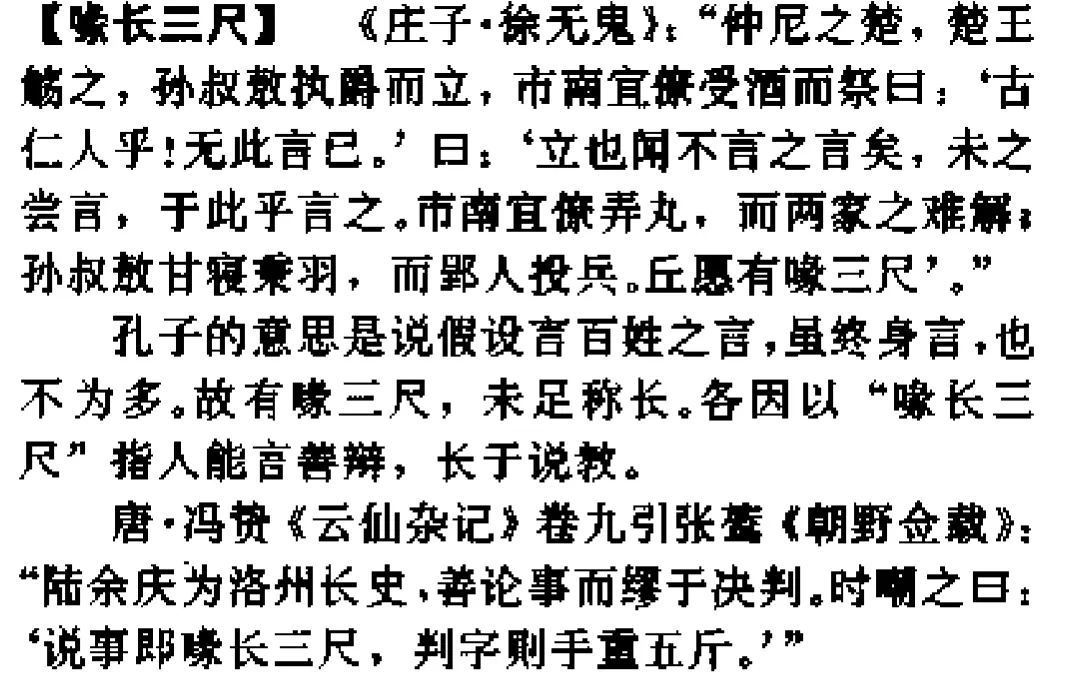 【喙长三尺】 《庄子·徐无鬼》：“仲尼之楚，楚王
觞之，孙叔敖执爵而立，市南宜僚受酒而祭曰：‘古
仁人乎！无此言已。’曰：‘立也闻不言之言矣，未之
尝言，于此乎言之。市南宜僚弄丸，而两家之难解；
孙叔敖甘寝秉羽，而郢人投兵。丘愿有喙三尺’。”
孔子的意思是说假设言百姓之言，虽终身言，也
不为多。故有喙三尺，未足称长。各因以“喙长三
尺”指人能言善辩，长于说教。
唐·冯贽《云仙杂记》卷九引张鷟《朝野佥载》：
“陆余庆为洛州长史，善论事而缪于决判。时嘲之曰：
‘说事即喙长三尺，判字则手重五斤。’”